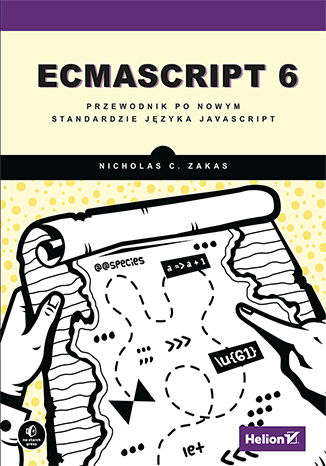 ECMASCRIPT 6
PRZEWODNIK PO NOWYM
STANDARDZIE JĘZYKA JAVASCRIPT
NICHOLAS C. ZAKAS
@@species
a => a + 1
...
>>>
\u{61}
let
no starch
press
Helion